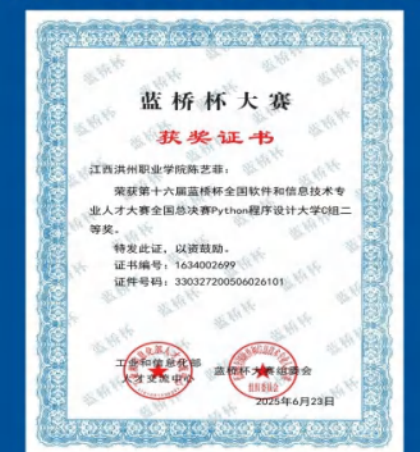 蓝桥杯大赛
获奖证书
江西洪州职业学院陈艺菲：
荣获第十六届蓝桥杯全国软件和信息技术专
业人才大赛全国总决赛Python程序设计大学C组二
等奖。
特发此证，以资鼓励。
证书编号：1634002699
证件号码：330327200506026101
工业和信息化部
人才交流中心
蓝桥杯大赛组委会
2025年6月23日